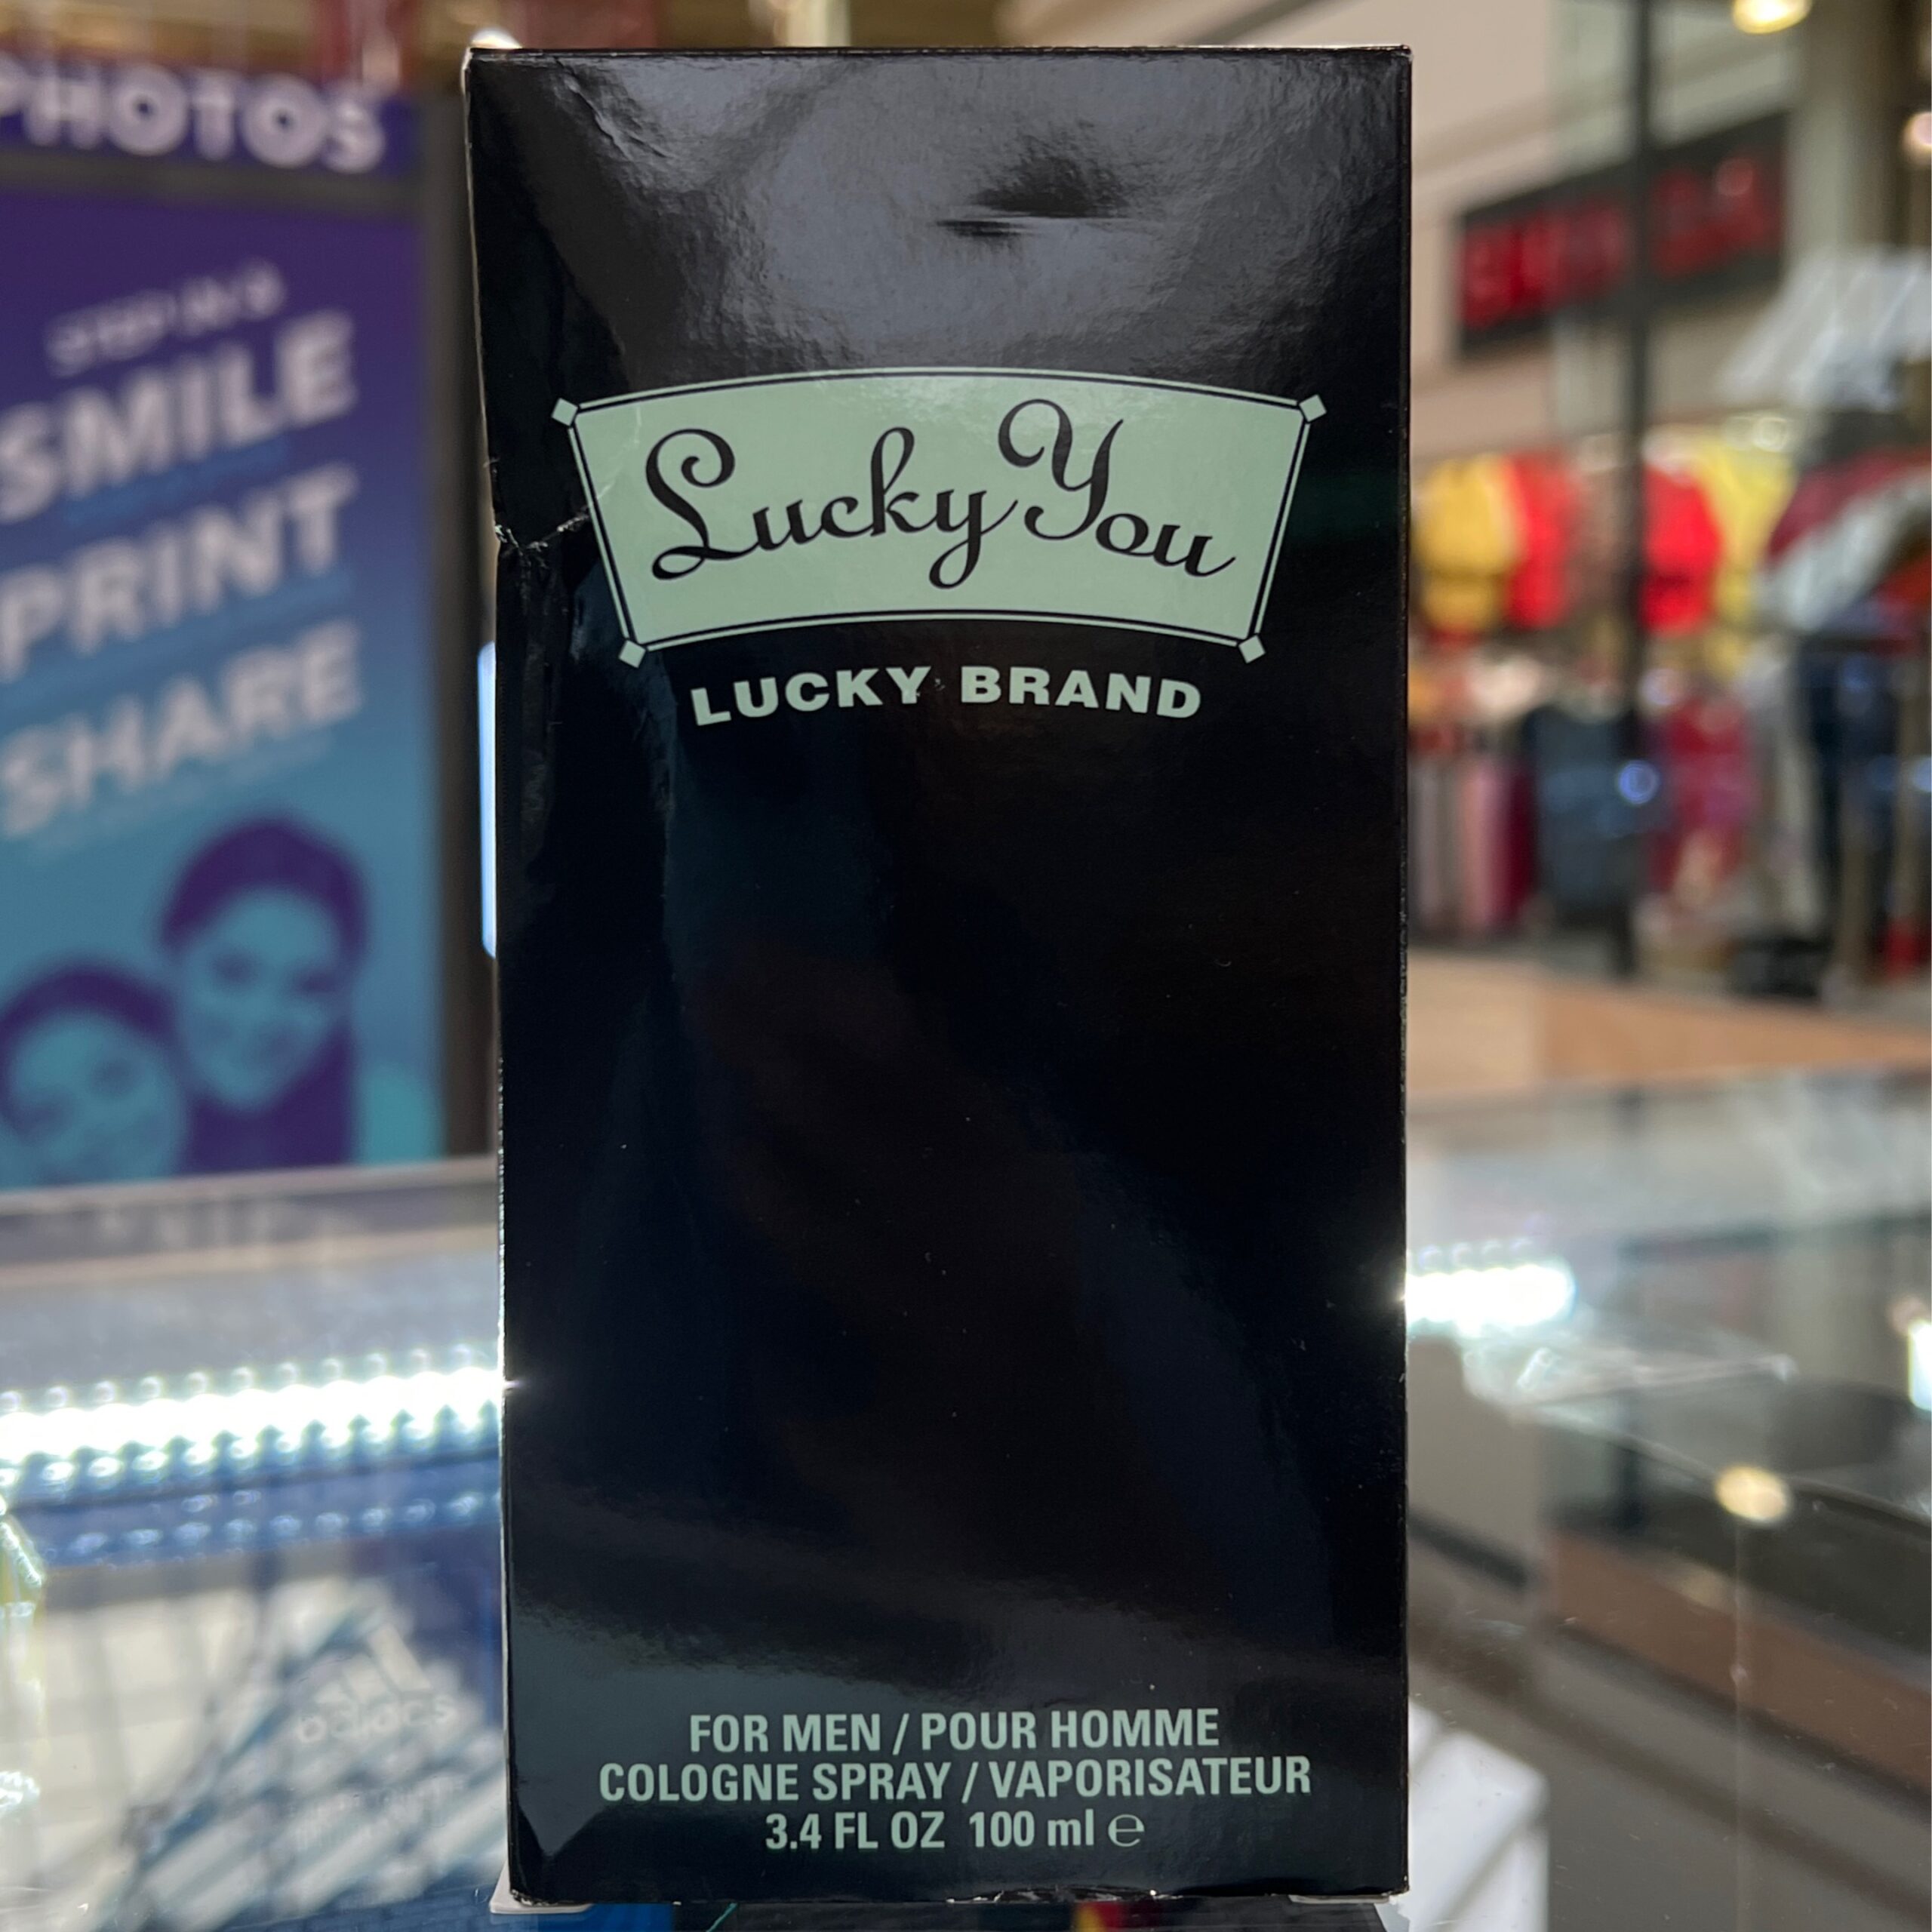 PHOTOS
SMILE
PRINT
SHARE
Lucky You
LUCKY BRAND
FOR MEN / POUR HOMME
COLOGNE SPRAY / VAPORISATEUR
3.4 FL OZ 100 ml ℮